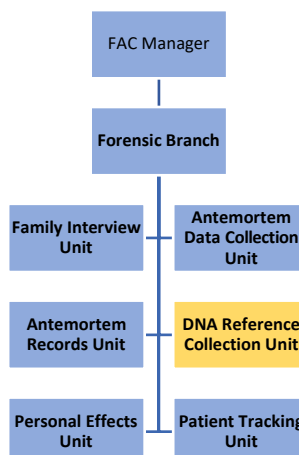 FAC Manager
Forensic Branch
Family Interview
Unit
Antemortem
Data Collection
Unit
Antemortem
Records Unit
DNA Reference
Collection Unit
Personal Effects
Unit
Patient Tracking
Unit